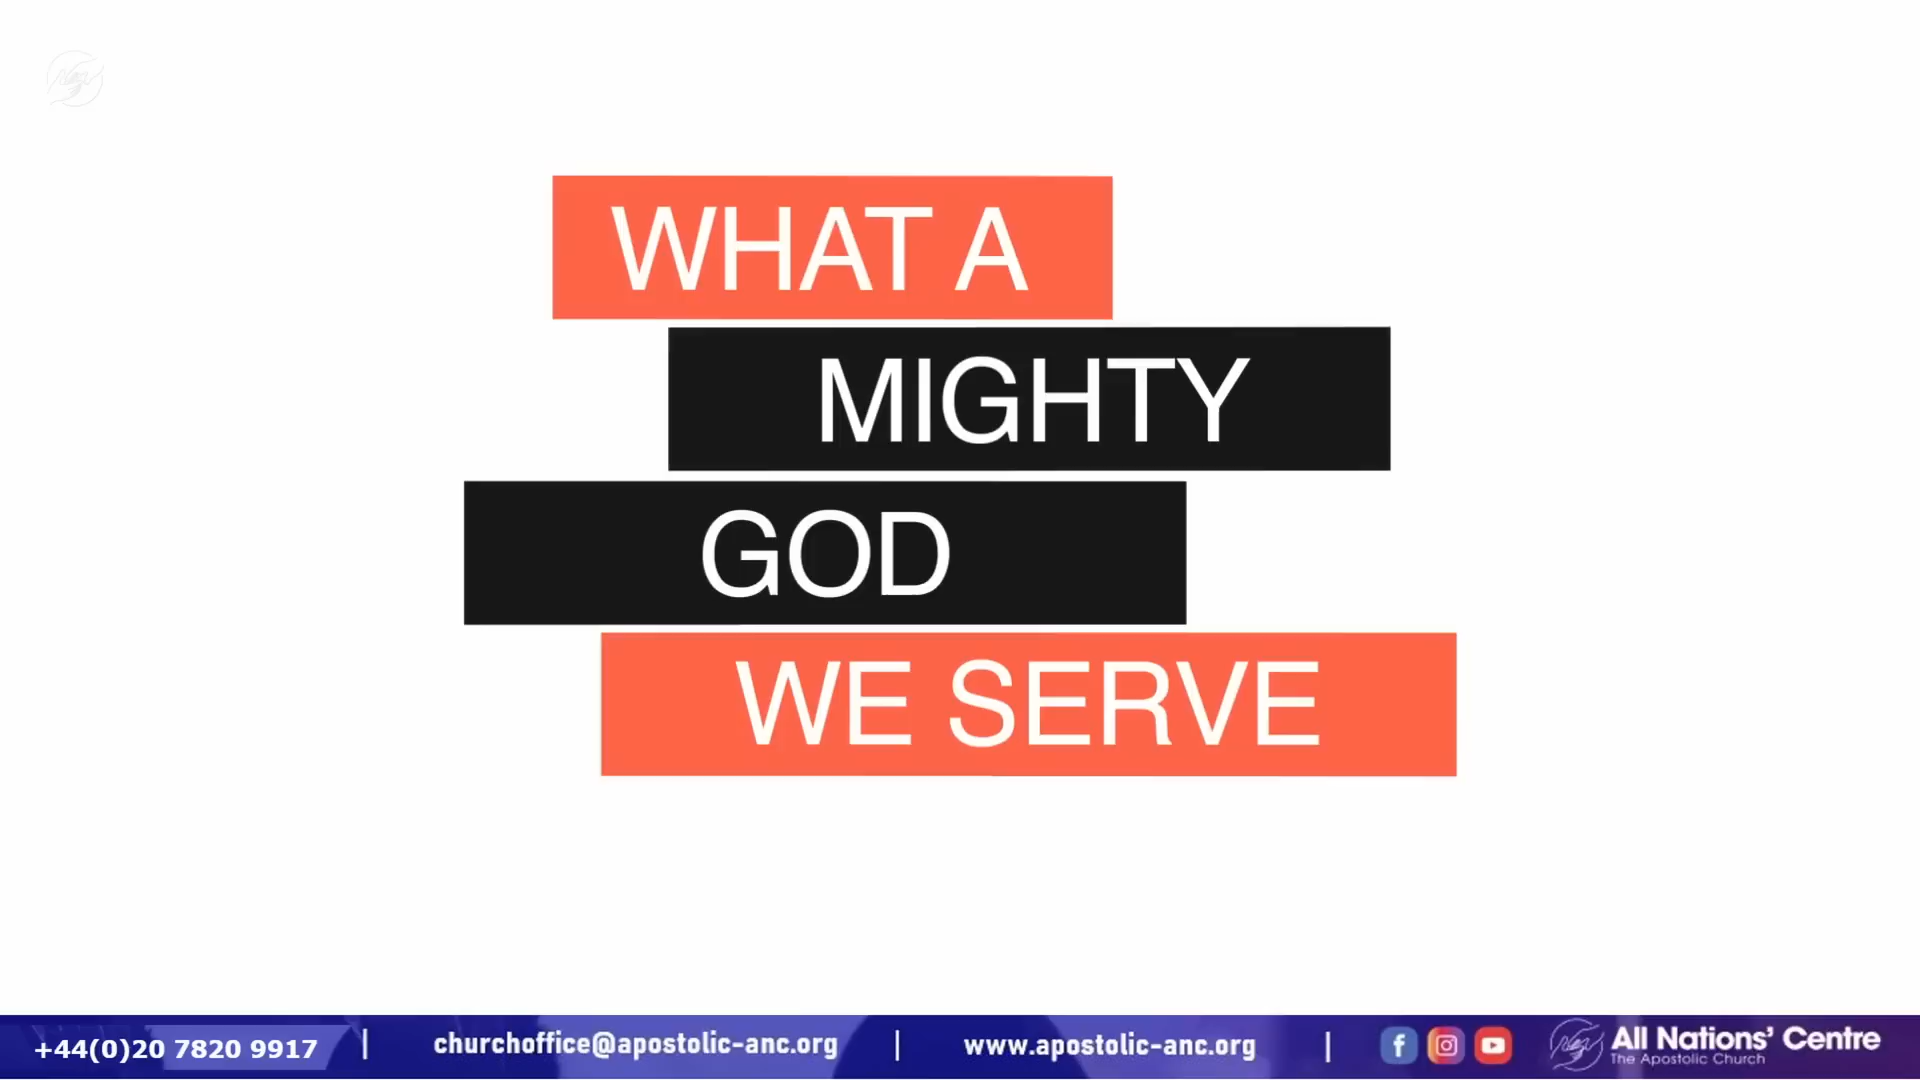 WHAT A
MIGHTY
GOD
WE SERVE
+44(0)20 7820 9917 | churchoffice@apostolic-anc.org | www.apostolic-anc.org | All Nations' Centre
The Apostolic Church